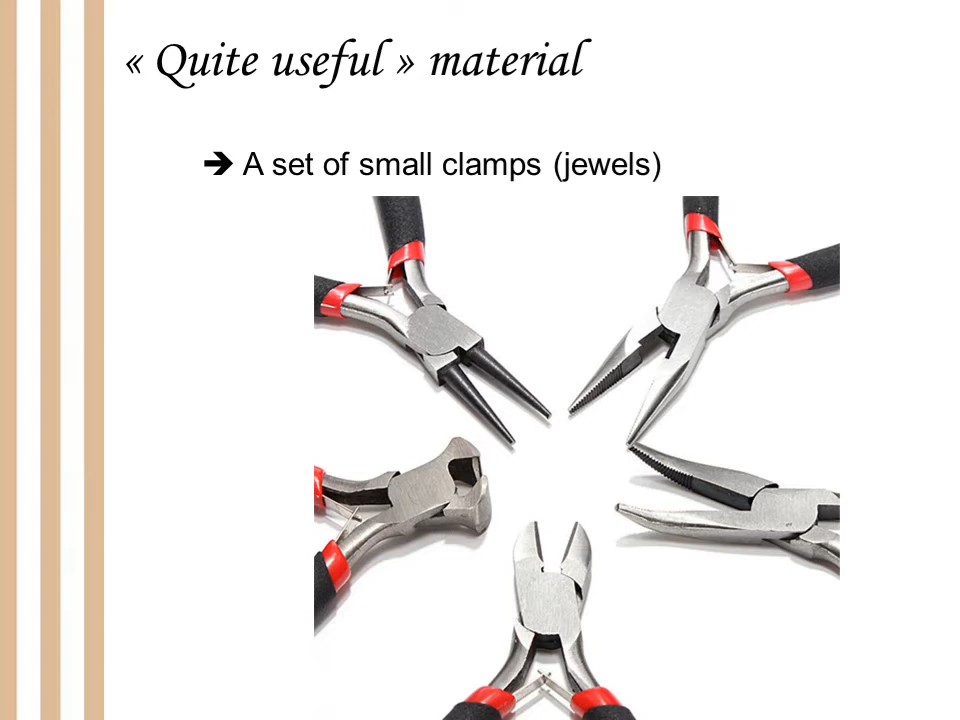 « Quite useful » material
➔ A set of small clamps (jewels)